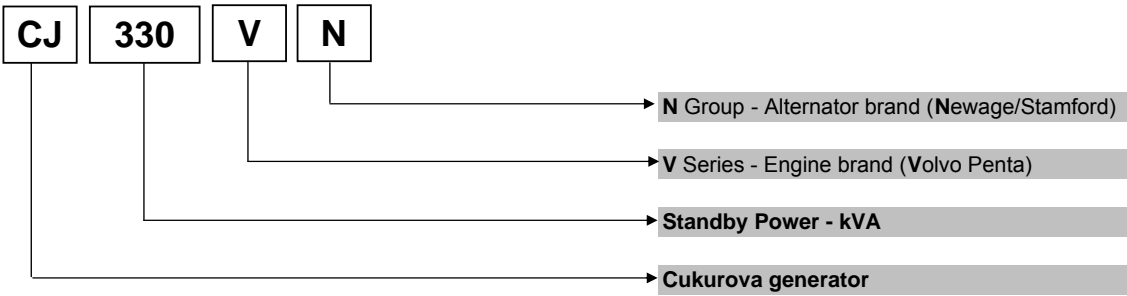 CJ 330 V N
N Group - Alternator brand (Newage/Stamford)
V Series - Engine brand (Volvo Penta)
Standby Power - kVA
Cukurova generator